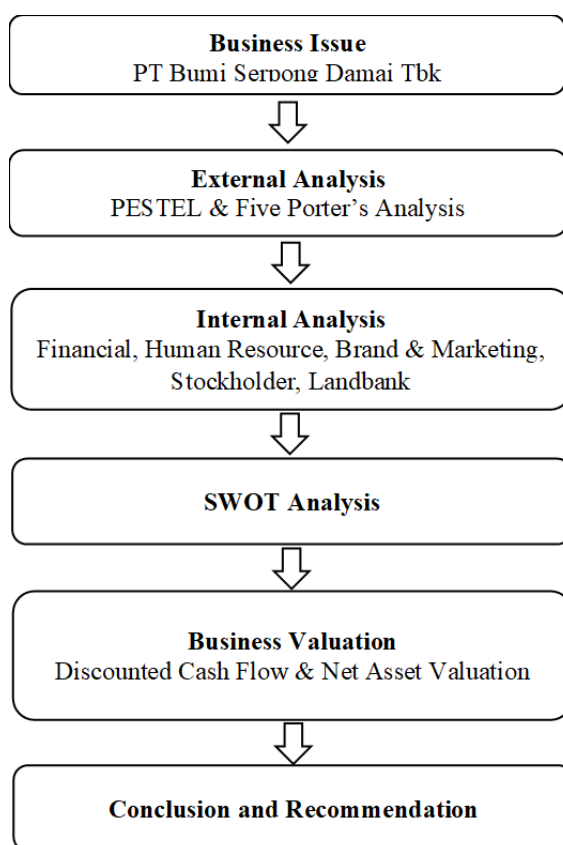 Business Issue
PT Bumi Serpong Damai Tbk
External Analysis
PESTEL & Five Porter's Analysis
Internal Analysis
Financial, Human Resource, Brand & Marketing,
Stockholder, Landbank
SWOT Analysis
Business Valuation
Discounted Cash Flow & Net Asset Valuation
Conclusion and Recommendation